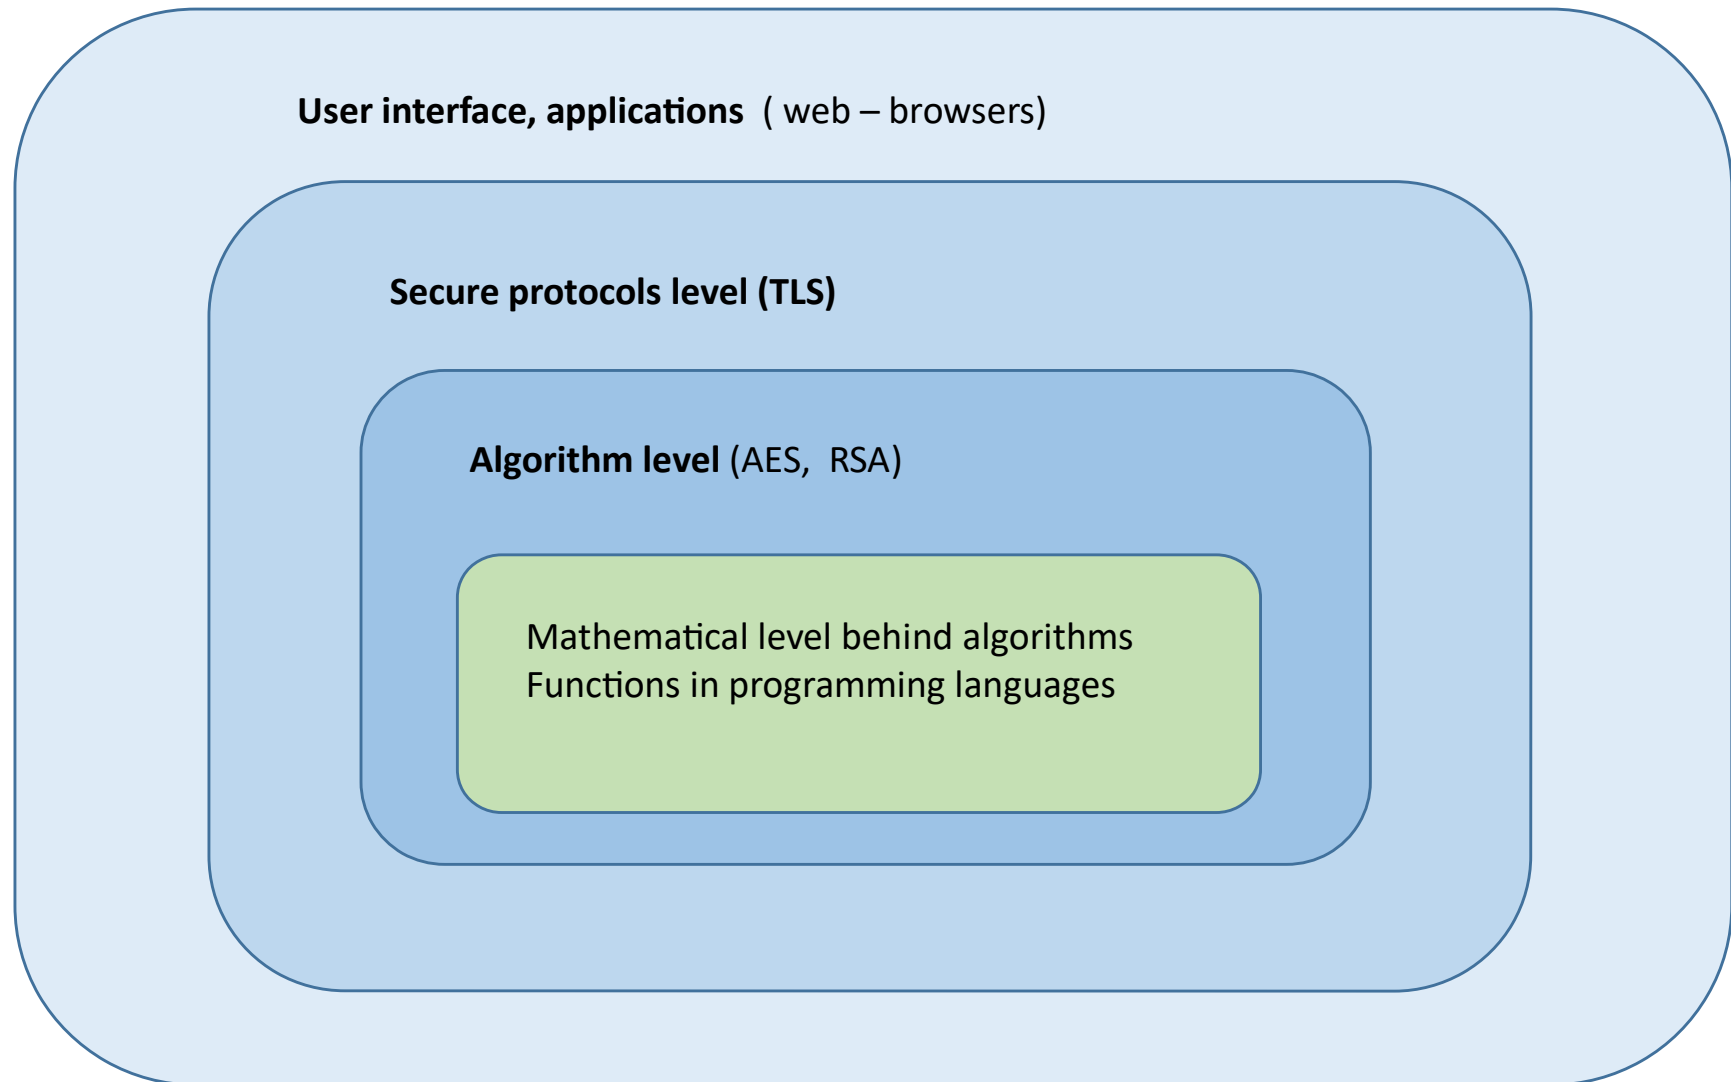 User interface, applications ( web – browsers)
Secure protocols level (TLS)
Algorithm level (AES, RSA)
Mathematical level behind algorithms
Functions in programming languages